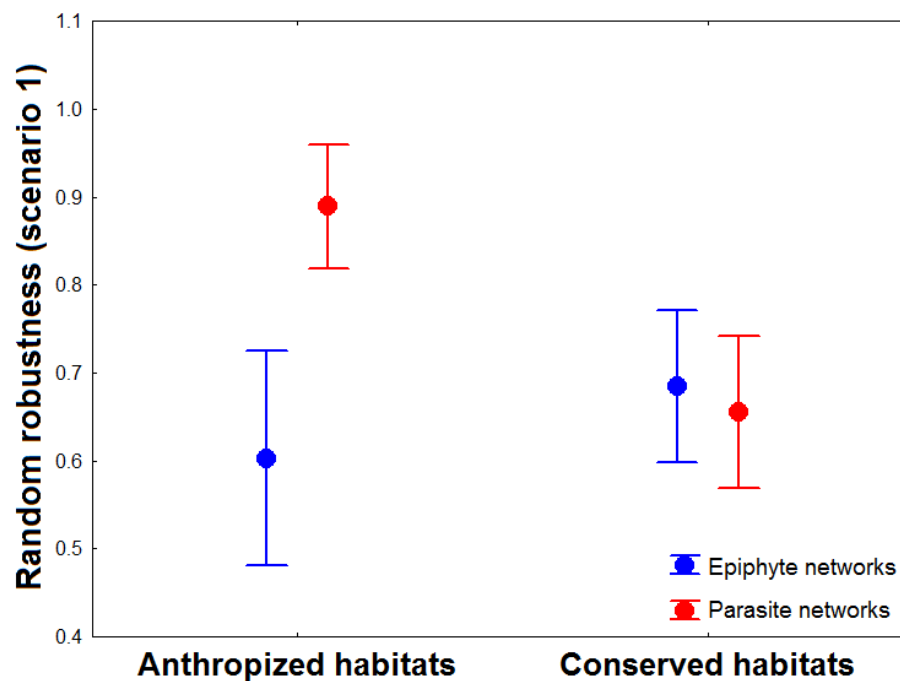 Random robustness (scenario 1)
1.1
1.0
0.9
0.8
0.7
0.6
0.5
0.4
Epiphyte networks
Parasite networks
Anthropized habitats
Conserved habitats